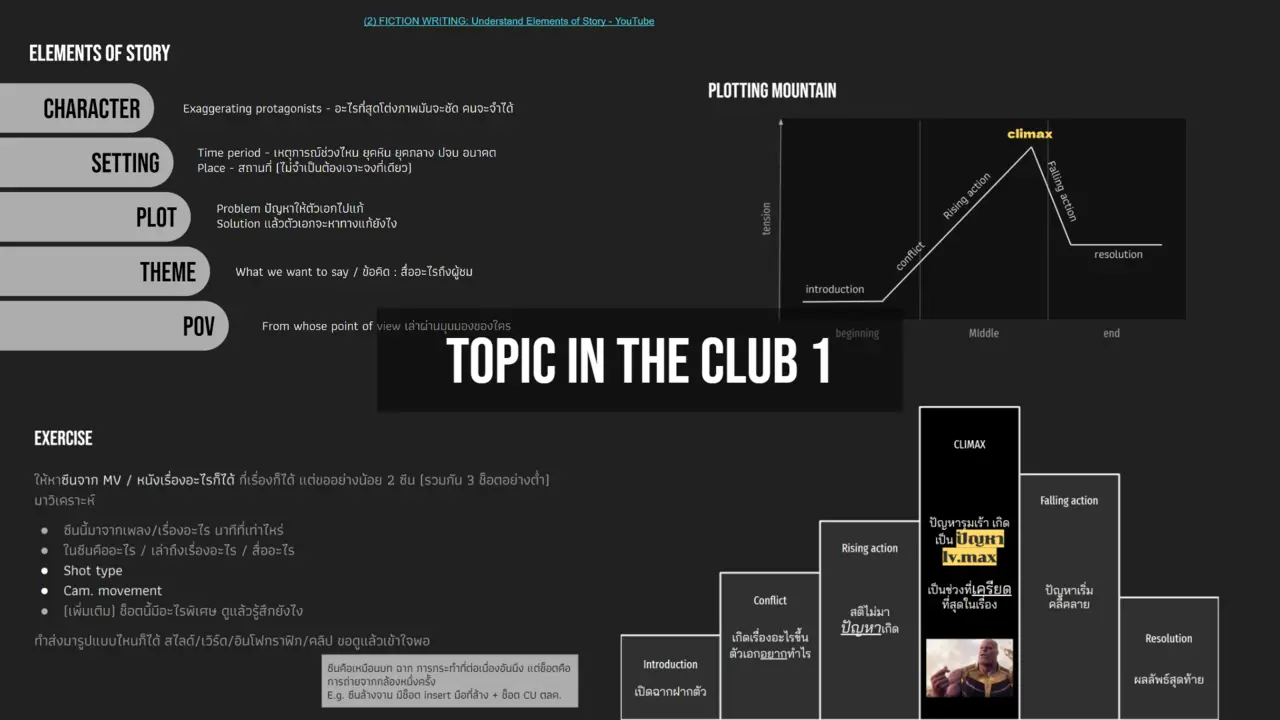 (2) FICTION WRITING: Understand Elements of Story - YouTube
ELEMENTS OF STORY
CHARACTER
Exaggerating protagonists - อะไรที่สุดโต่งภาพมันจะชัด คนจะจำได้
SETTING
Time period - เหตุการณ์ช่วงไหน ยุคหิน ยุคกลาง ปจบ อนาคต
Place - สถานที่ (ไม่จำเป็นต้องเจาะจงที่เดียว)
PLOT
Problem ปัญหาให้ตัวเอกไปแก้
Solution แล้วตัวเอกจะหาทางแก้ยังไง
THEME
What we want to say / ข้อคิด : สื่ออะไรถึงผู้ชม
POV
From whose point of view เล่าผ่านมุมมองของใคร
PLOTTING MOUNTAIN
climax
tension
Rising action
Falling action
conflict
introduction
resolution
beginning
Middle
end
TOPIC IN THE CLUB 1
EXERCISE
ให้หาซีนจาก MV / หนังเรื่องอะไรก็ได้ กี่เรื่องก็ได้ แต่ขออย่างน้อย 2 ซีน (รวมกัน 3 ช็อตอย่างต่ำ)
มาวิเคราะห์
● ซีนนี้มาจากเพลง/เรื่องอะไร นาทีที่เท่าไหร่
● ในซีนคืออะไร / เล่าถึงเรื่องอะไร / สื่ออะไร
● Shot type
● Cam. movement
● (เพิ่มเติม) ช็อตนี้มีอะไรพิเศษ ดูแล้วรู้สึกยังไง
ทำส่งมารูปแบบไหนก็ได้ สไลด์/เวิร์ด/อินโฟกราฟิก/คลิป ขอดูแล้วเข้าใจพอ
ซีนคือเหมือนบท ฉาก การกระทำที่ต่อเนื่องอันนึง แต่ช็อตคือ
การถ่ายจากกล้องหนึ่งครั้ง
E.g. ซีนล้างจาน มีช็อต insert มือที่ล้าง + ช็อต CU ตลค.
Introduction
เปิดฉากฝากตัว
Conflict
เกิดเรื่องอะไรขึ้น
ตัวเอกอยากทำไร
Rising action
สติไม่มา
ปัญหาเกิด
CLIMAX
ปัญหารุมเร้า เกิด
เป็น ปัญหา
lv.max
เป็นช่วงที่เครียด
ที่สุดในเรื่อง
Falling action
ปัญหาเริ่ม
คลี่คลาย
Resolution
ผลลัพธ์สุดท้าย